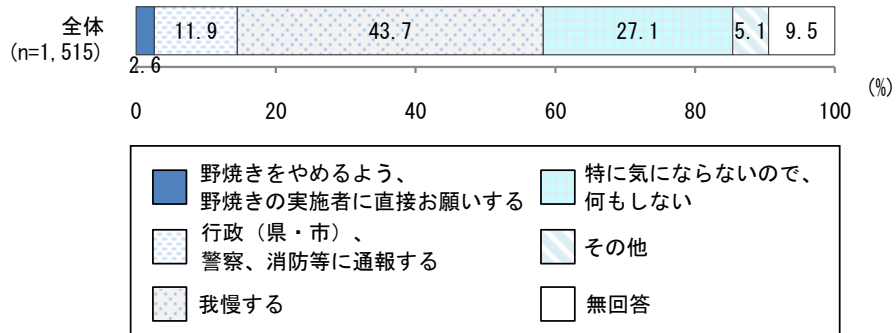 全体
(n=1,515)
2.6
11.9
43.7
27.1
5.1
9.5
(%)
0 20 40 60 80 100
野焼きをやめるよう、
野焼きの実施者に直接お願いする
特に気にならないので、
何もしない
行政（県・市）、
警察、消防等に通報する
その他
我慢する
無回答